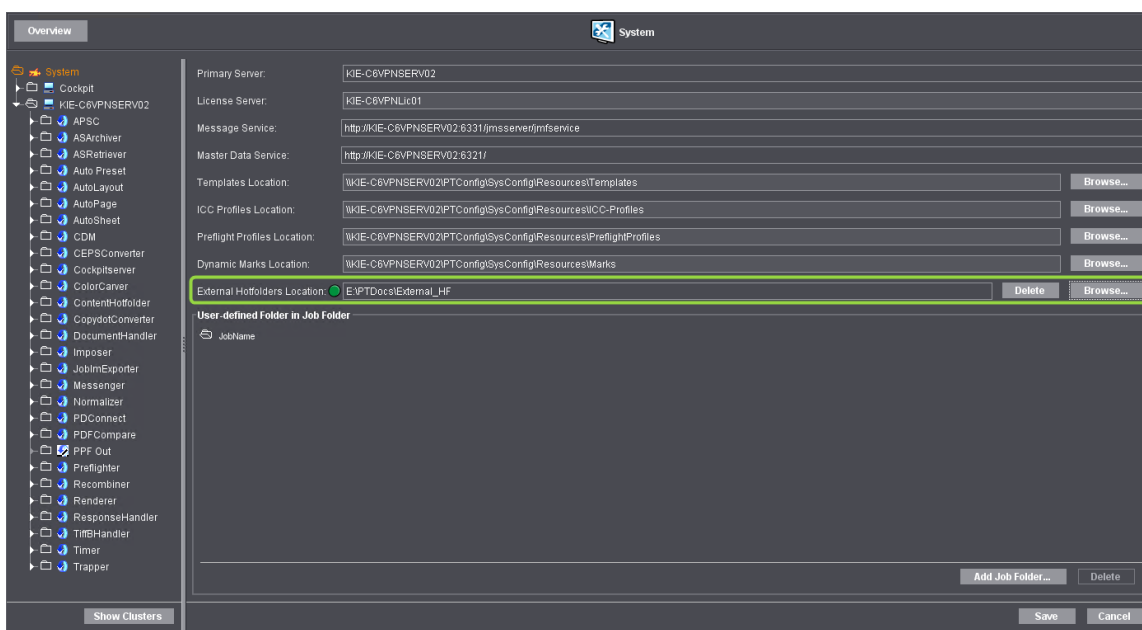 Overview
System
System
Cockpit
KIE-C6VPNSERV02
APSC
ASArchiver
ASRetriever
Auto Preset
AutoLayout
AutoPage
AutoSheet
CDM
CEPSConverter
Cockpitserver
ColorCarver
ContentHotfolder
CopydotConverter
DocumentHandler
Imposer
JobImExporter
Messenger
Normalizer
PDConnect
PDFCompare
PPF Out
Preflighter
Recombiner
Renderer
ResponseHandler
TiffBHandler
Timer
Trapper
Show Clusters
Primary Server: KIE-C6VPNSERV02
License Server: KIE-C6VPNLic01
Message Service: http://KIE-C6VPNSERV02:6331/jmsserver/jmfservice
Master Data Service: http://KIE-C6VPNSERV02:6321/
Templates Location: \\KIE-C6VPNSERV02\PTConfig\SysConfig\Resources\Templates Browse...
ICC Profiles Location: \\KIE-C6VPNSERV02\PTConfig\SysConfig\Resources\ICC-Profiles Browse...
Preflight Profiles Location: \\KIE-C6VPNSERV02\PTConfig\SysConfig\Resources\PreflightProfiles Browse...
Dynamic Marks Location: \\KIE-C6VPNSERV02\PTConfig\SysConfig\Resources\Marks Browse...
External Hotfolders Location: E:\PTDocs\External_HF Delete Browse...
User-defined Folder in Job Folder
JobName
Add Job Folder... Delete
Save Cancel